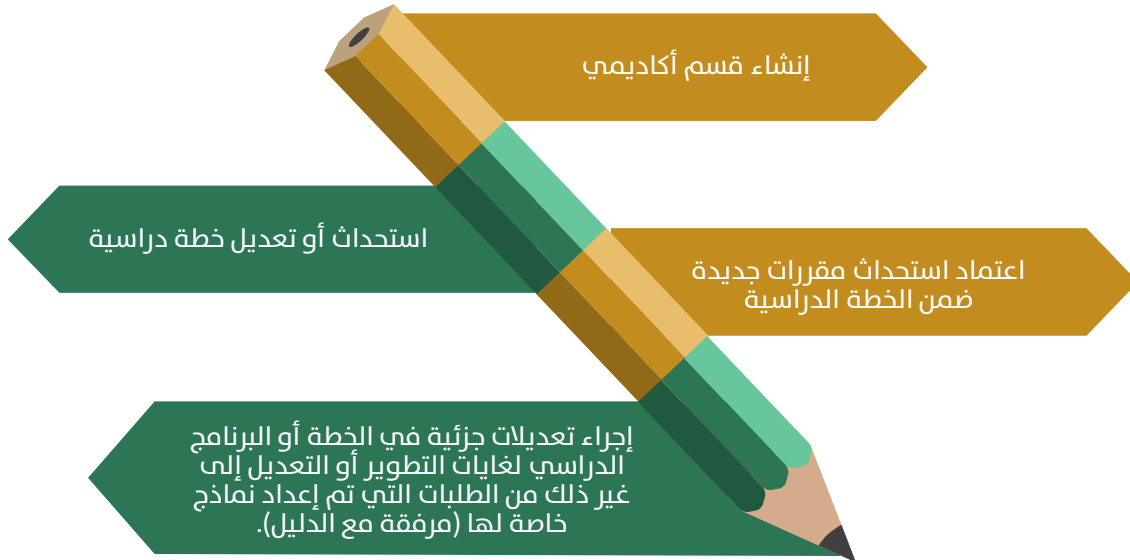 إنشاء قسم أكاديمي
استحداث أو تعديل خطة دراسية
اعتماد استحداث مقررات جديدة
ضمن الخطة الدراسية
إجراء تعديلات جزئية في الخطة أو البرنامج
الدراسي لغايات التطوير أو التعديل إلى
غير ذلك من الطلبات التي تم إعداد نماذج
خاصة لها (مرفقة مع الدليل).